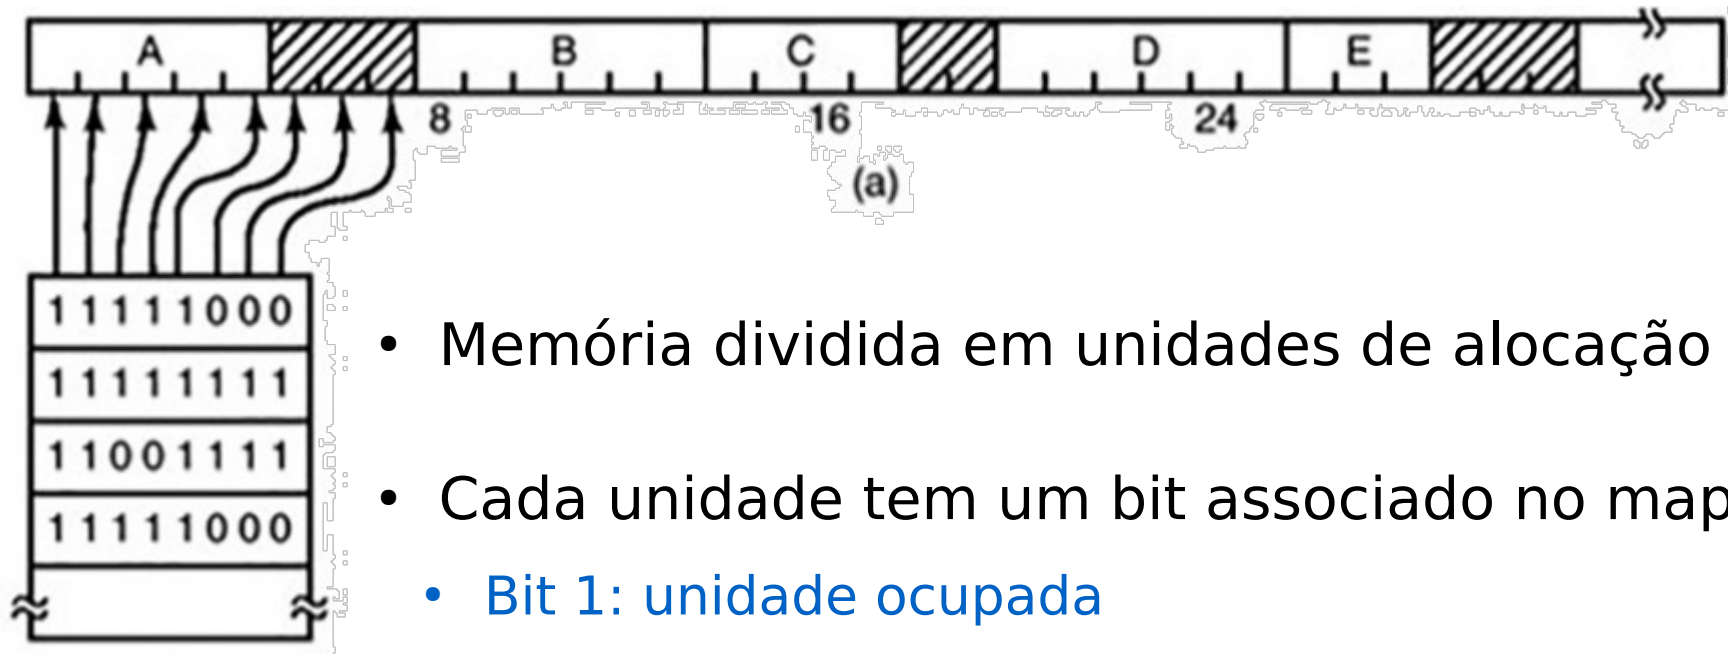 A B C D E
8 16 24
(a)
11111000
11111111
11001111
11111000
• Memória dividida em unidades de alocação
• Cada unidade tem um bit associado no map
• Bit 1: unidade ocupada